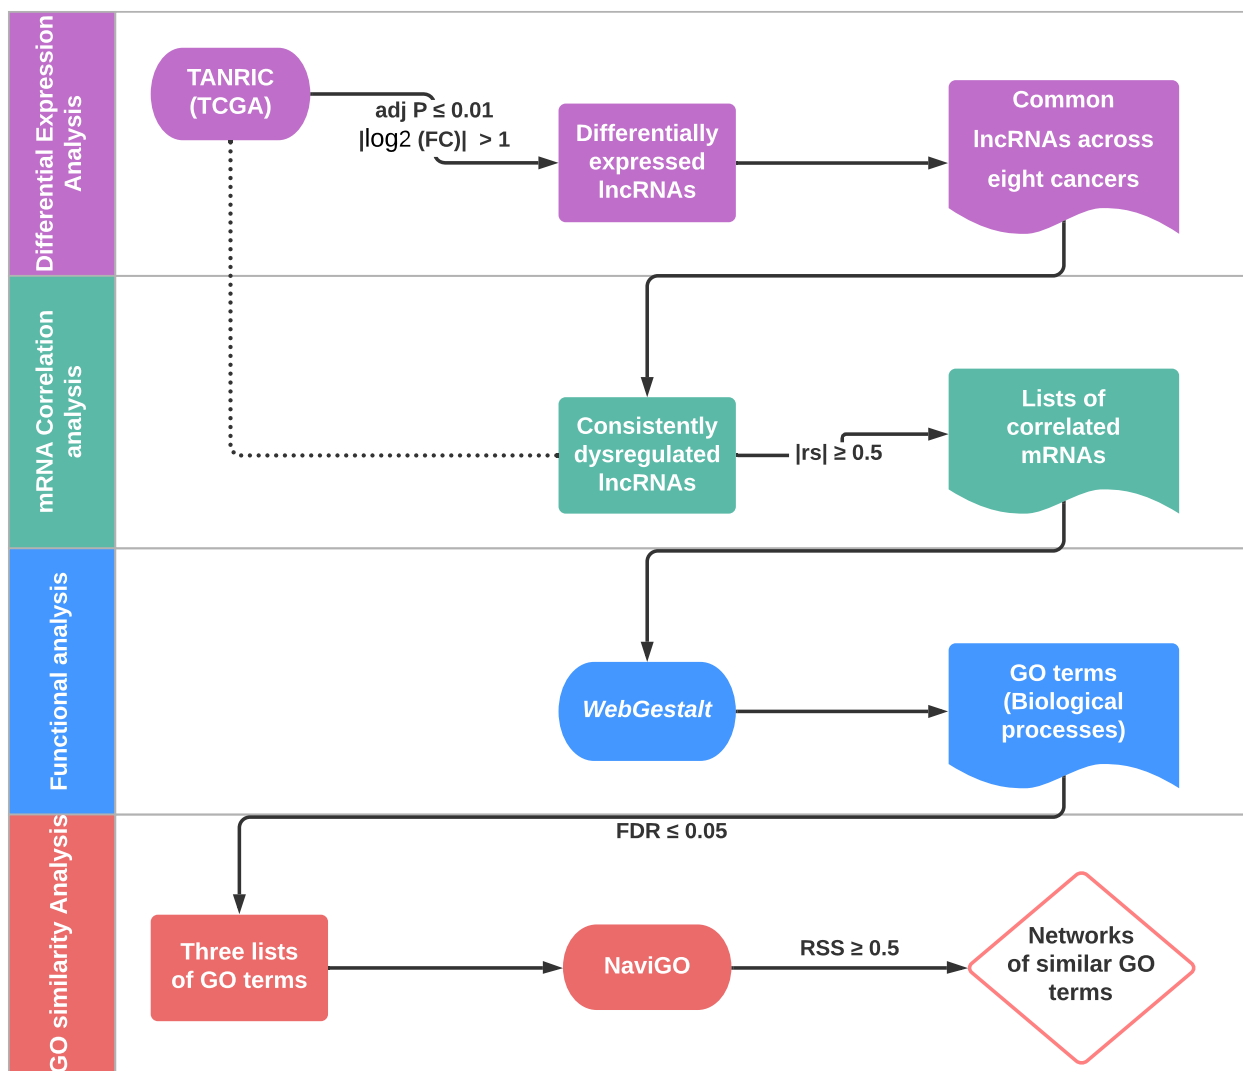 Differential Expression
Analysis
TANRIC
(TCGA)
adj P ≤ 0.01
|log2 (FC)| > 1
Differentially
expressed
lncRNAs
Common
lncRNAs across
eight cancers
mRNA Correlation
analysis
Consistently
dysregulated
lncRNAs
|rs| ≥ 0.5
Lists of
correlated
mRNAs
Functional analysis
WebGestalt
GO terms
(Biological
processes)
GO similarity Analysis
FDR ≤ 0.05
Three lists
of GO terms
NaviGO
RSS ≥ 0.5
Networks
of similar GO
terms